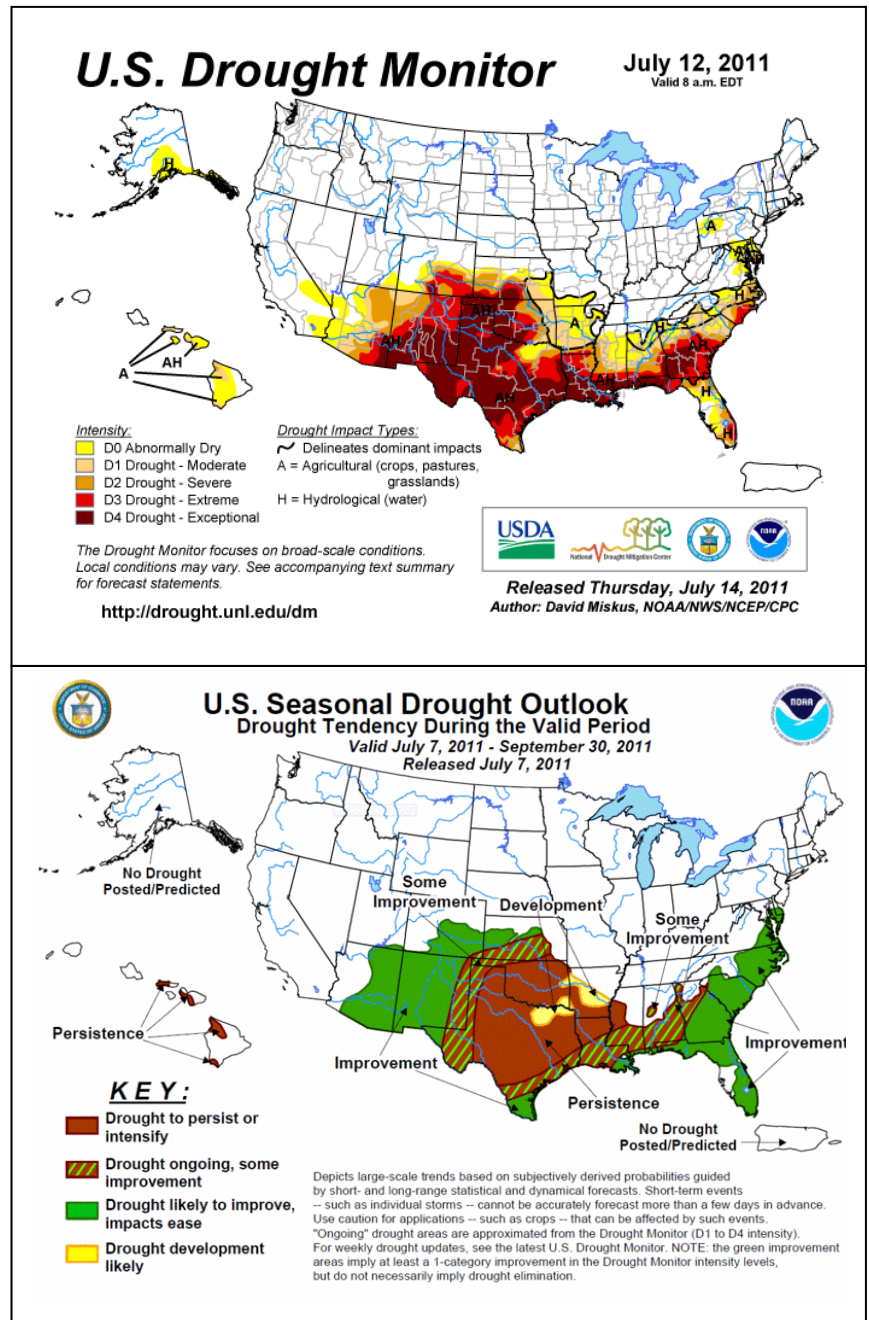 U.S. Drought Monitor
July 12, 2011
Valid 8 a.m. EDT
H
A
A
AH
H
H
A
AH
AH
AH
AH
AH
H
H
A
AH
Intensity:
D0 Abnormally Dry
D1 Drought - Moderate
D2 Drought - Severe
D3 Drought - Extreme
D4 Drought - Exceptional
Drought Impact Types:
Delineates dominant impacts
A = Agricultural (crops, pastures,
grasslands)
H = Hydrological (water)
The Drought Monitor focuses on broad-scale conditions.
Local conditions may vary. See accompanying text summary
for forecast statements.
http://drought.unl.edu/dm
USDA
National Drought Mitigation Center
NOAA
Released Thursday, July 14, 2011
Author: David Miskus, NOAA/NWS/NCEP/CPC
U.S. Seasonal Drought Outlook
Drought Tendency During the Valid Period
Valid July 7, 2011 - September 30, 2011
Released July 7, 2011
NOAA
No Drought
Posted/Predicted
Some
Improvement
Development
Some
Improvement
Persistence
Improvement
Improvement
Persistence
No Drought
Posted/Predicted
KEY:
Drought to persist or
intensify
Drought ongoing, some
improvement
Drought likely to improve,
impacts ease
Drought development
likely
Depicts large-scale trends based on subjectively derived probabilities guided
by short- and long-range statistical and dynamical forecasts. Short-term events
-- such as individual storms -- cannot be accurately forecast more than a few days in advance.
Use caution for applications -- such as crops -- that can be affected by such events.
"Ongoing" drought areas are approximated from the Drought Monitor (D1 to D4 intensity).
For weekly drought updates, see the latest U.S. Drought Monitor. NOTE: the green improvement
areas imply at least a 1-category improvement in the Drought Monitor intensity levels,
but do not necessarily imply drought elimination.